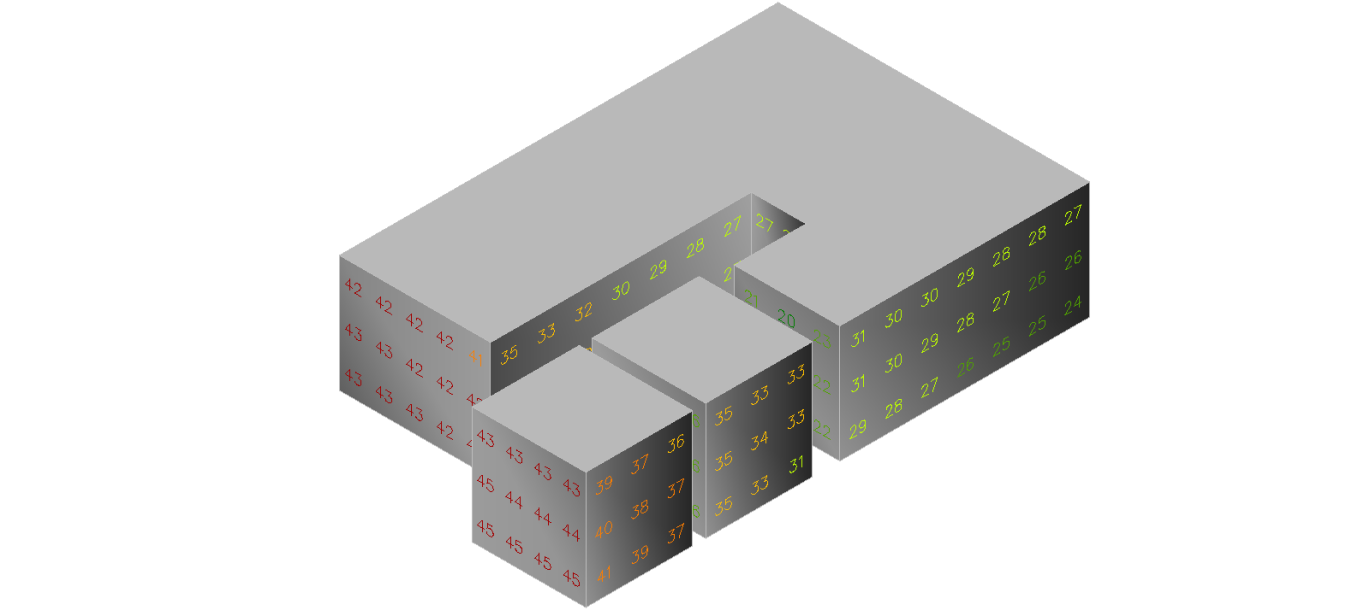 42 42 42 42 41
43 43 42 42
43 43 43 42
35 33 32 30 29 28 27
27
21 20
22
22
31 30 30 29 28 28 27
31 30 29 28 27 26 26
29 28 27 26 25 25 24
43 43 43 43
45 44 44 44
45 45 45 45
39 37 36
40 38 37
41 39 37
35 33 33
35 34 33
35 33 31